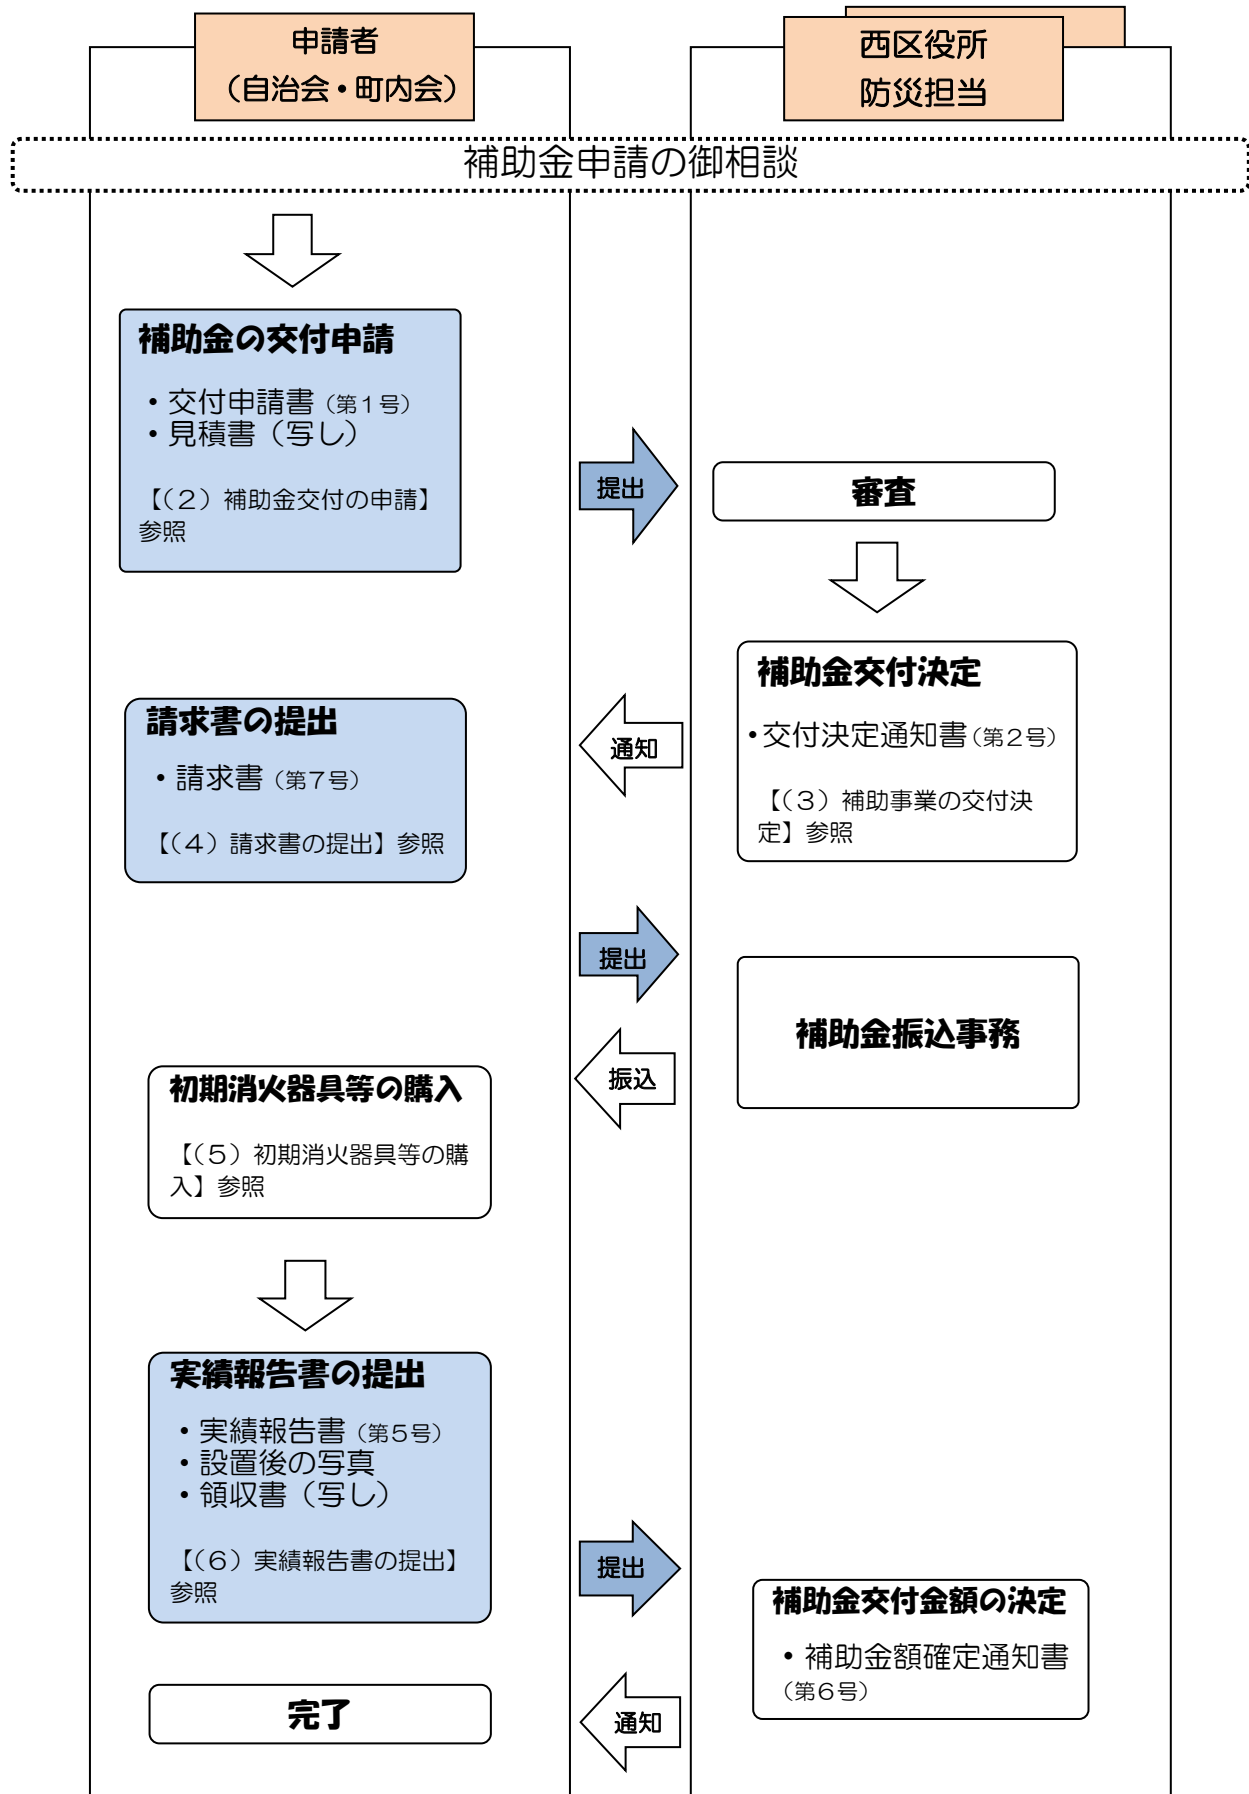 申請者
（自治会・町内会）
西区役所
防災担当
補助金申請の御相談
補助金の交付申請
・交付申請書（第１号）
・見積書（写し）
【（２）補助金交付の申請】
参照
提出
審査
補助金交付決定
・交付決定通知書（第２号）
【（３）補助事業の交付決
定】参照
通知
請求書の提出
・請求書（第７号）
【（４）請求書の提出】参照
提出
補助金振込事務
振込
初期消火器具等の購入
【（５）初期消火器具等の購
入】参照
実績報告書の提出
・実績報告書（第５号）
・設置後の写真
・領収書（写し）
【（６）実績報告書の提出】
参照
提出
補助金交付金額の決定
・補助金額確定通知書
（第６号）
通知
完了